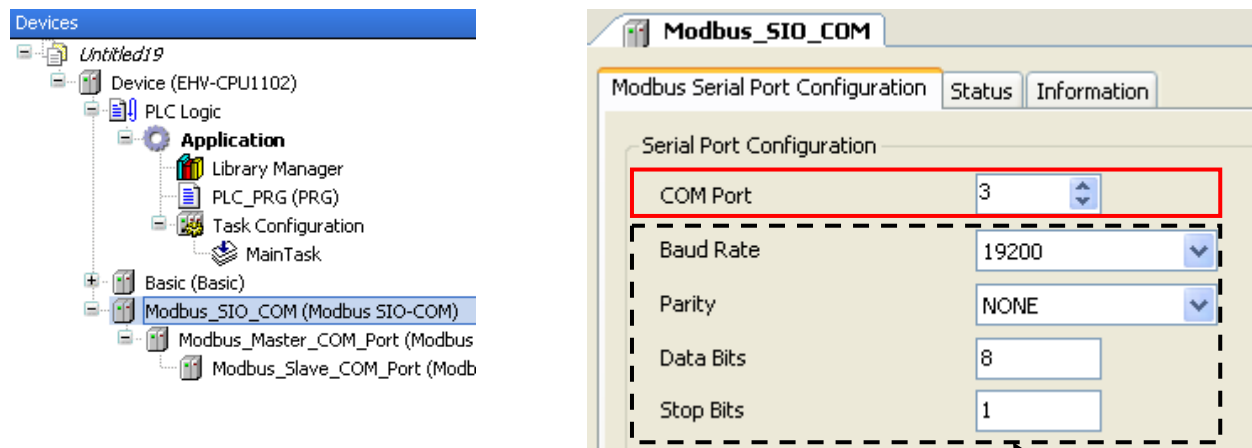 Devices
Untitled19
Device (EHV-CPU1102)
PLC Logic
Application
Library Manager
PLC_PRG (PRG)
Task Configuration
MainTask
Basic (Basic)
Modbus_SIO_COM (Modbus SIO-COM)
Modbus_Master_COM_Port (Modbus
Modbus_Slave_COM_Port (Modb
Modbus_SIO_COM
Modbus Serial Port Configuration Status Information
Serial Port Configuration
COM Port 3
Baud Rate 19200
Parity NONE
Data Bits 8
Stop Bits 1